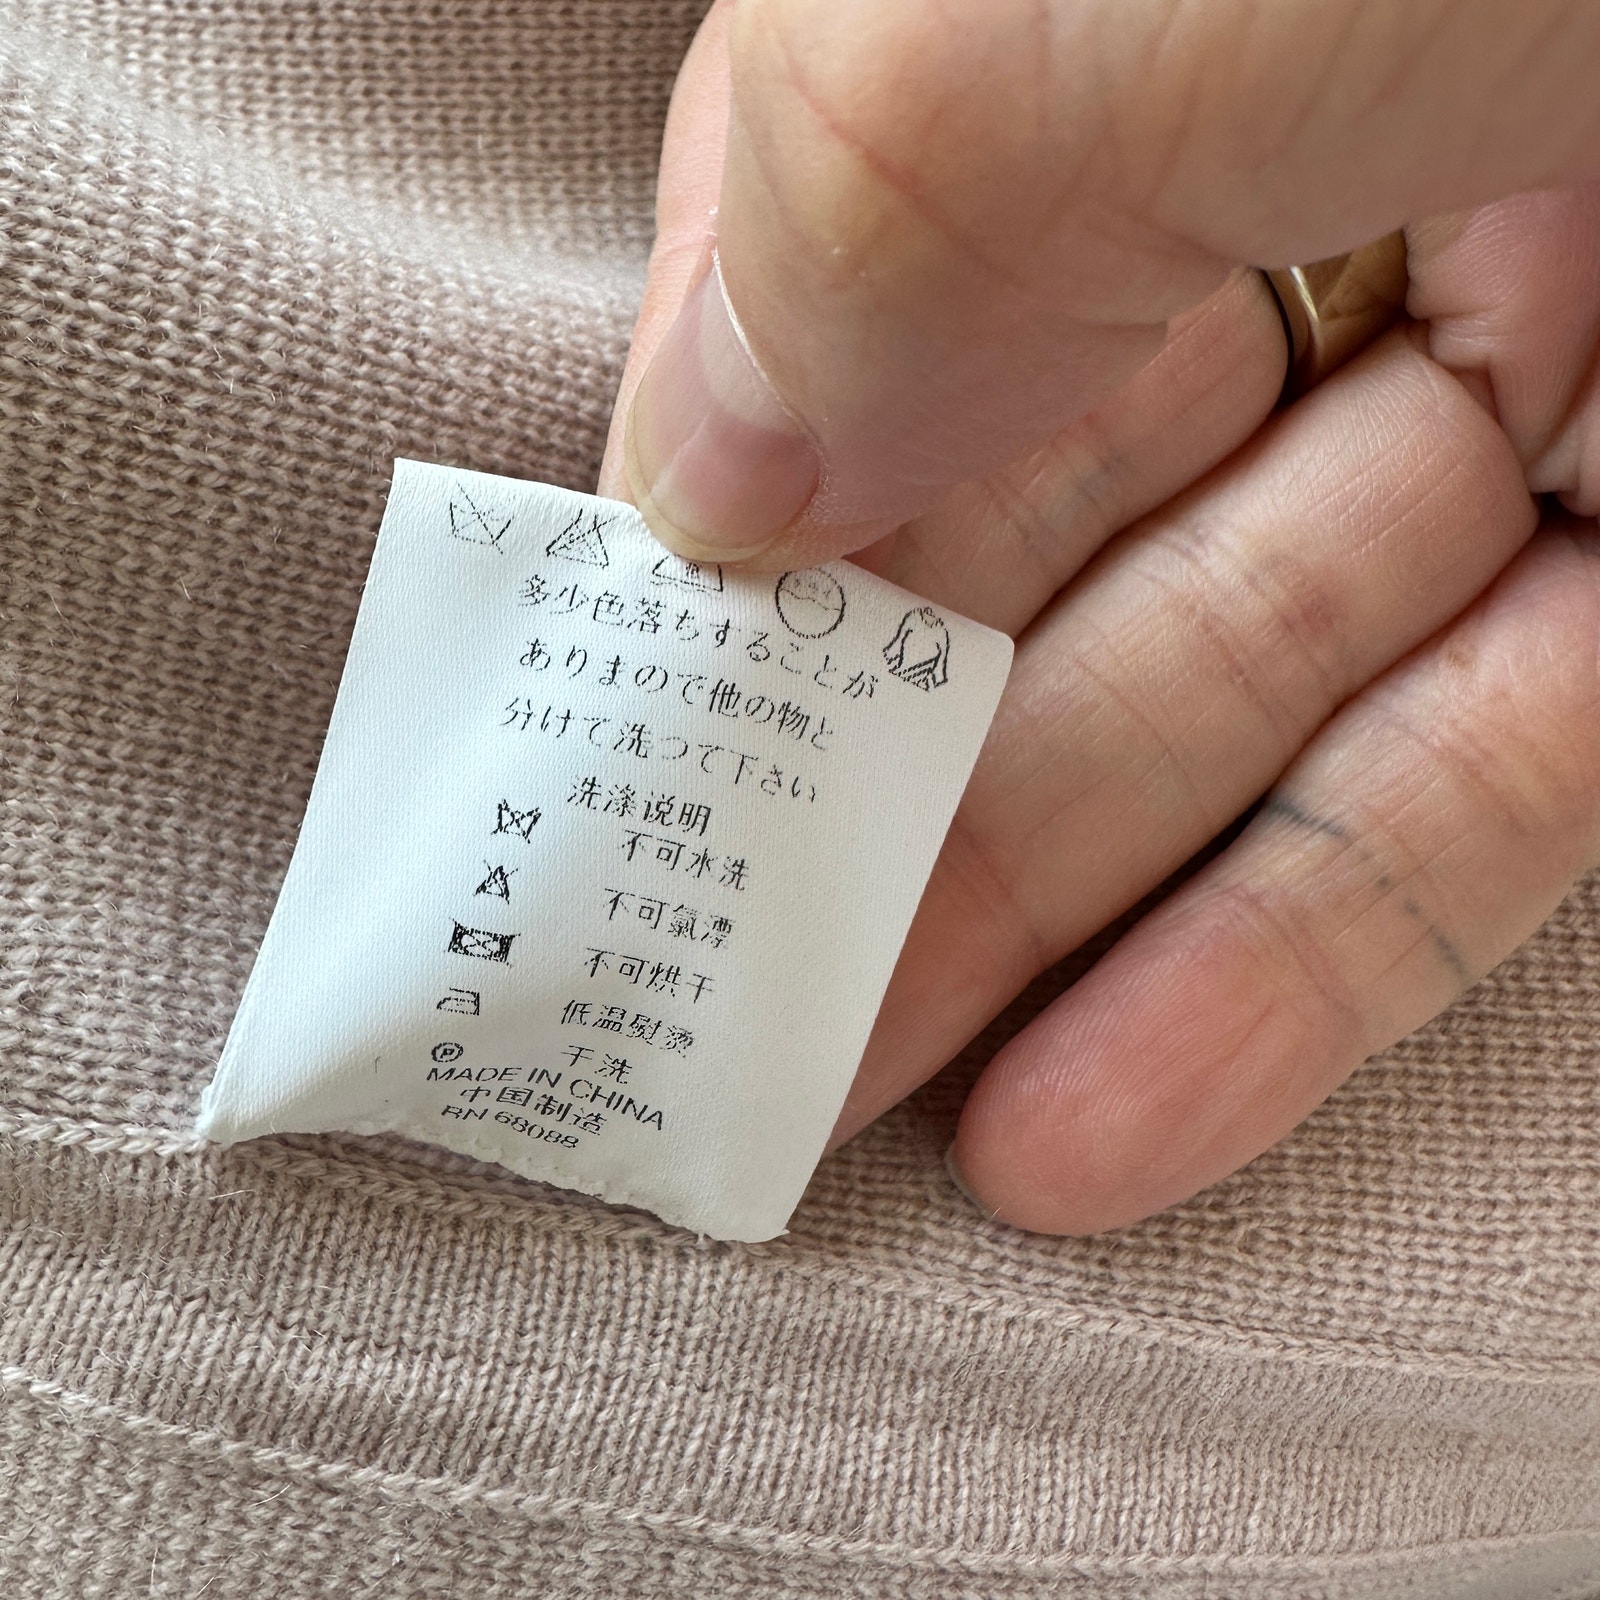 多少色落ちすることが
ありまので他の物と
分けて洗つて下さい
洗涤说明
不可水洗
不可氯漂
不可烘干
低温熨烫
Ⓟ 干洗
MADE IN CHINA
中国制造
RN 68088